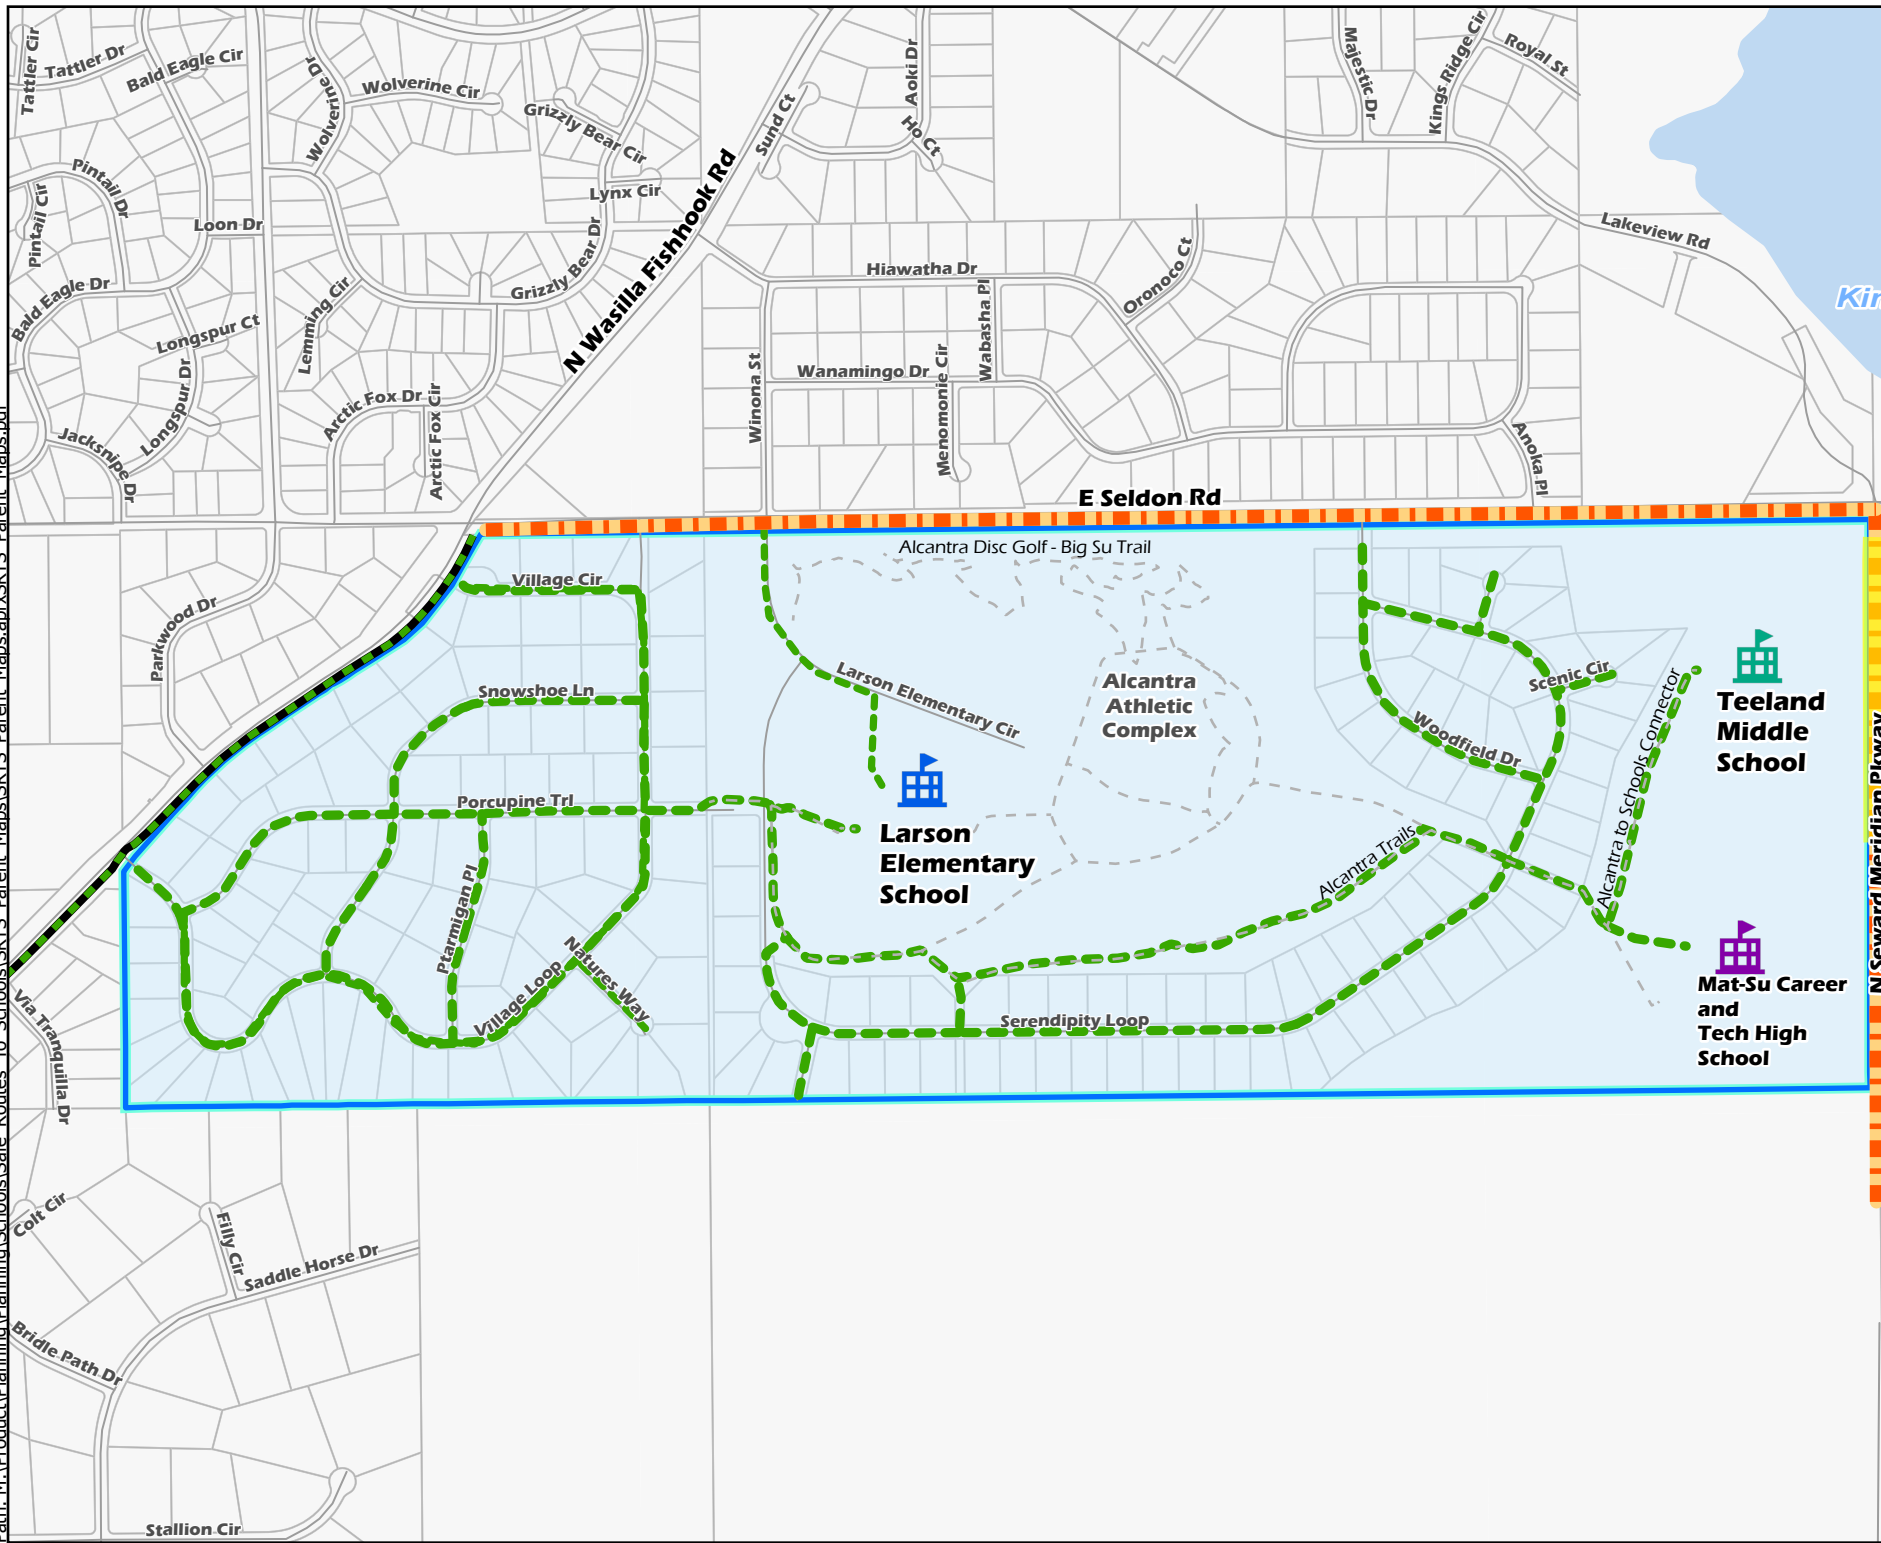 Tattler Cir
Tattler Dr
Bald Eagle Cir
Wolverine Dr
Wolverine Cir
Grizzly Bear Cir
Lynx Cir
Sund Ct
Aoki Dr
Ho Ct
Majestic Dr
Kings Ridge Cir
Royal St
Pintail Dr
Pintail Cir
Loon Dr
N Wasilla Fishhook Rd
Lakeview Rd
Bald Eagle Dr
Lemming Cir
Grizzly Bear Dr
Hiawatha Dr
Oronoco Ct
Wabasha Pl
Longspur Ct
Longspur Dr
Winona St
Wanamingo Dr
Menomonie Cir
Arctic Fox Dr
Arctic Fox Cir
Jacksnipe Dr
Anoka Pl
E Seldon Rd
Alcantra Disc Golf - Big Su Trail
Village Cir
Parkwood Dr
Snowshoe Ln
Larson Elementary Cir
Alcantra
Athletic
Complex
Scenic Cir
Woodfield Dr
Alcantra to Schools Connector
Teeland
Middle
School
N Seward Meridian Pkway
Porcupine Trl
Larson
Elementary
School
Alcantra Trails
Ptarmigan Pl
Natures Way
Village Loop
Serendipity Loop
Mat-Su Career
and
Tech High
School
Via Tranquilla Dr
Colt Cir
Filly Cir
Saddle Horse Dr
Bridle Path Dr
Stallion Cir